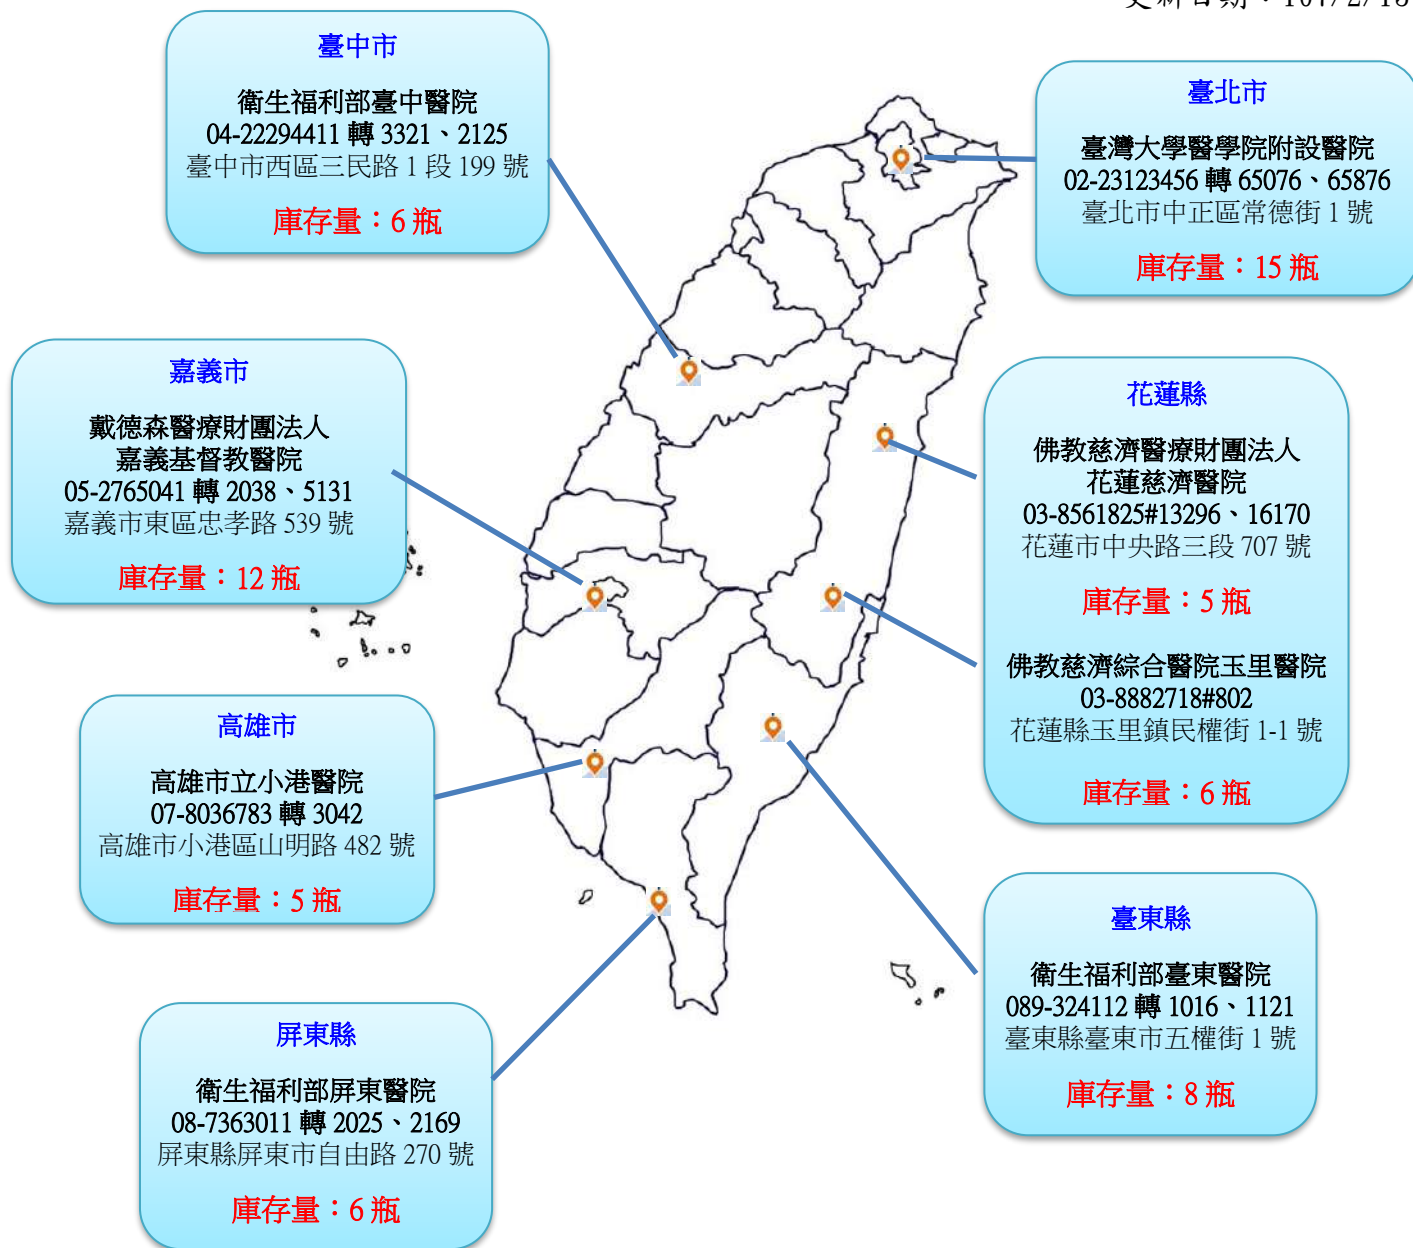 更新日期：104/2/13
臺中市
衛生福利部臺中醫院
04-22294411 轉 3321、2125
臺中市西區三民路 1 段 199 號
庫存量：6 瓶
臺北市
臺灣大學醫學院附設醫院
02-23123456 轉 65076、65876
臺北市中正區常德街 1 號
庫存量：15 瓶
嘉義市
戴德森醫療財團法人
嘉義基督教醫院
05-2765041 轉 2038、5131
嘉義市東區忠孝路 539 號
庫存量：12 瓶
花蓮縣
佛教慈濟醫療財團法人
花蓮慈濟醫院
03-8561825#13296、16170
花蓮市中央路三段 707 號
庫存量：5 瓶
佛教慈濟綜合醫院玉里醫院
03-8882718#802
花蓮縣玉里鎮民權街 1-1 號
庫存量：6 瓶
高雄市
高雄市立小港醫院
07-8036783 轉 3042
高雄市小港區山明路 482 號
庫存量：5 瓶
臺東縣
衛生福利部臺東醫院
089-324112 轉 1016、1121
臺東縣臺東市五權街 1 號
庫存量：8 瓶
屏東縣
衛生福利部屏東醫院
08-7363011 轉 2025、2169
屏東縣屏東市自由路 270 號
庫存量：6 瓶